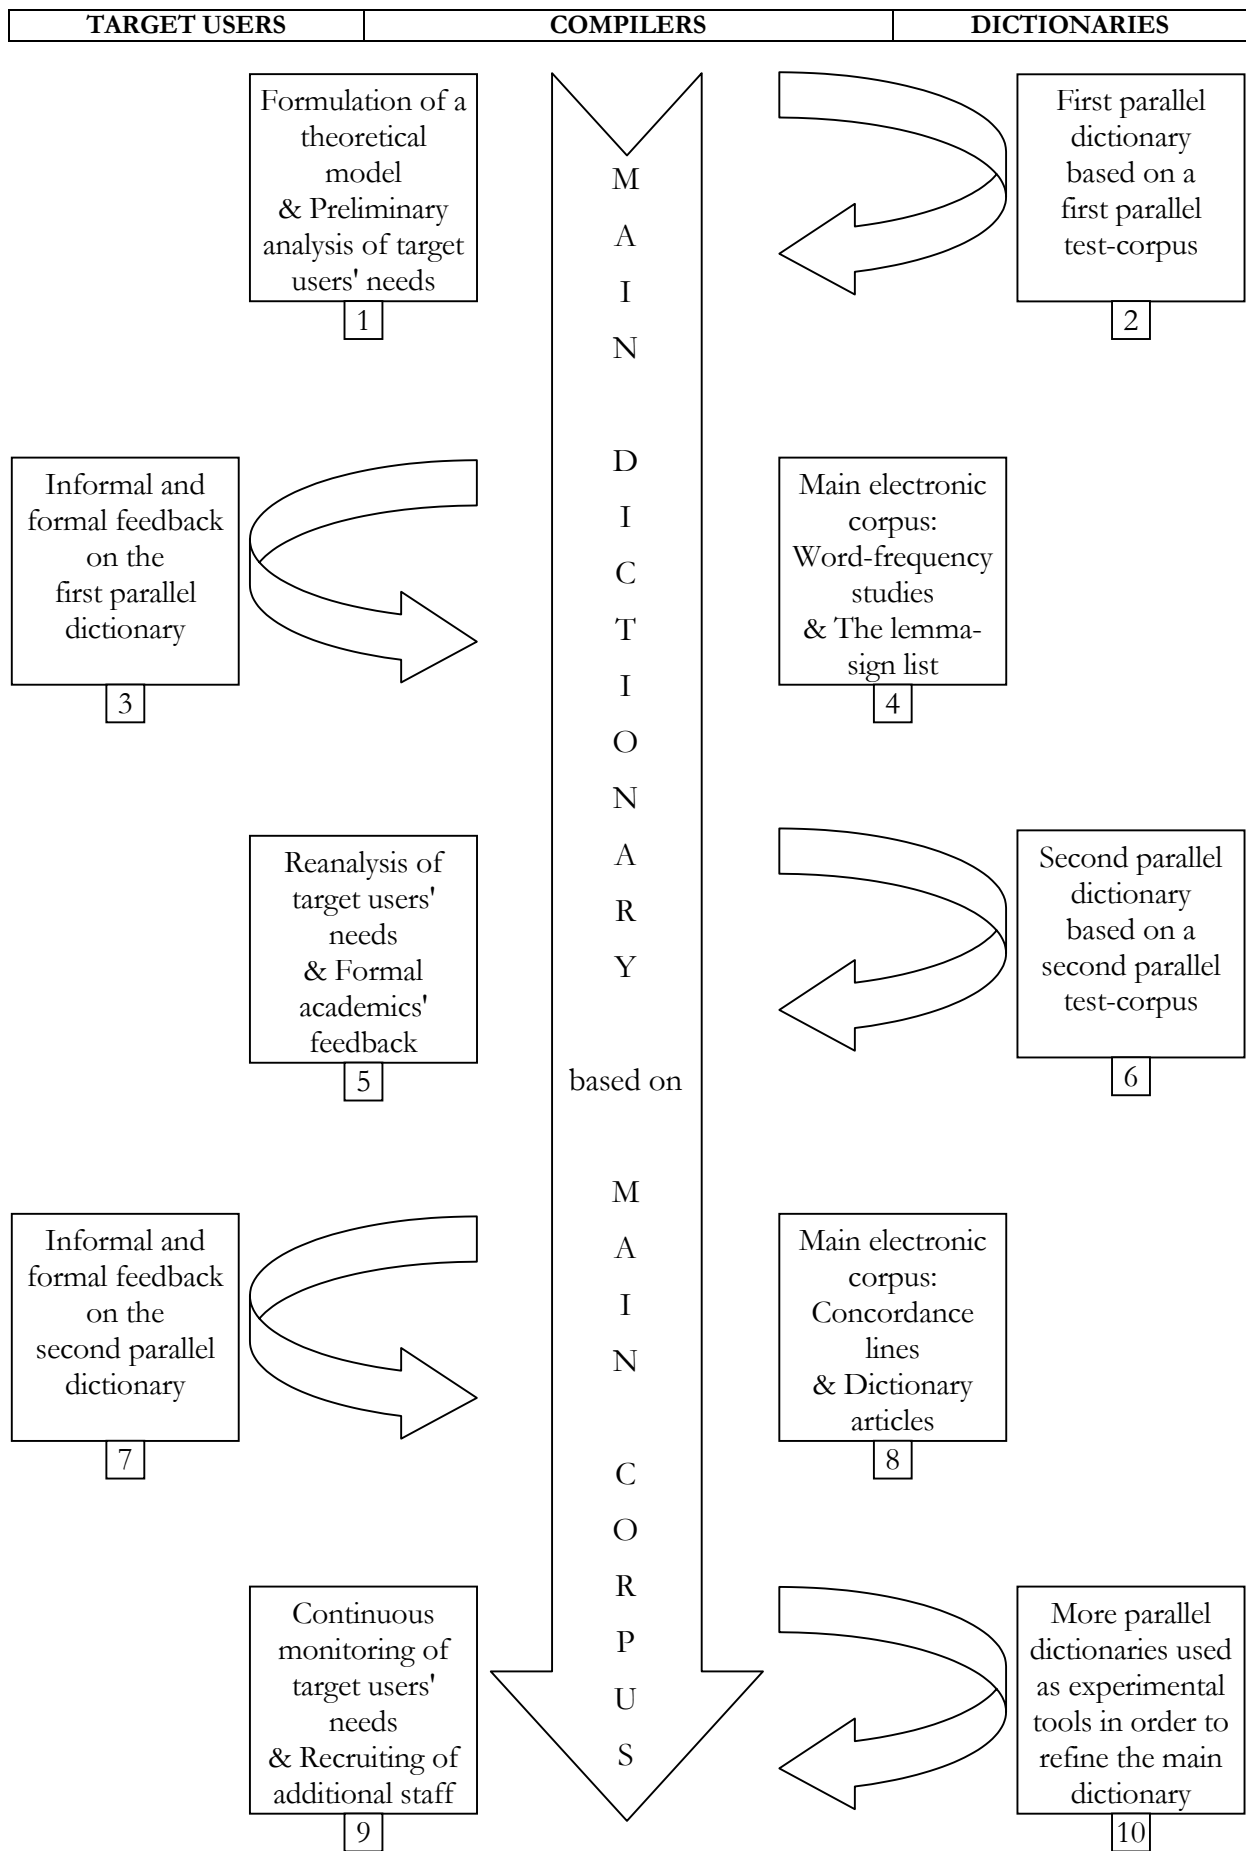 TARGET USERS
COMPILERS
DICTIONARIES
Formulation of a
theoretical
model
& Preliminary
analysis of target
users' needs
1
First parallel
dictionary
based on a
first parallel
test-corpus
2
Informal and
formal feedback
on the
first parallel
dictionary
3
Main electronic
corpus:
Word-frequency
studies
& The lemma-
sign list
4
Reanalysis of
target users'
needs
& Formal
academics'
feedback
5
Second parallel
dictionary
based on a
second parallel
test-corpus
6
Informal and
formal feedback
on the
second parallel
dictionary
7
Main electronic
corpus:
Concordance
lines
& Dictionary
articles
8
Continuous
monitoring of
target users'
needs
& Recruiting of
additional staff
9
More parallel
dictionaries used
as experimental
tools in order to
refine the main
dictionary
10
M
A
I
N
D
I
C
T
I
O
N
A
R
Y
based on
M
A
I
N
C
O
R
P
U
S